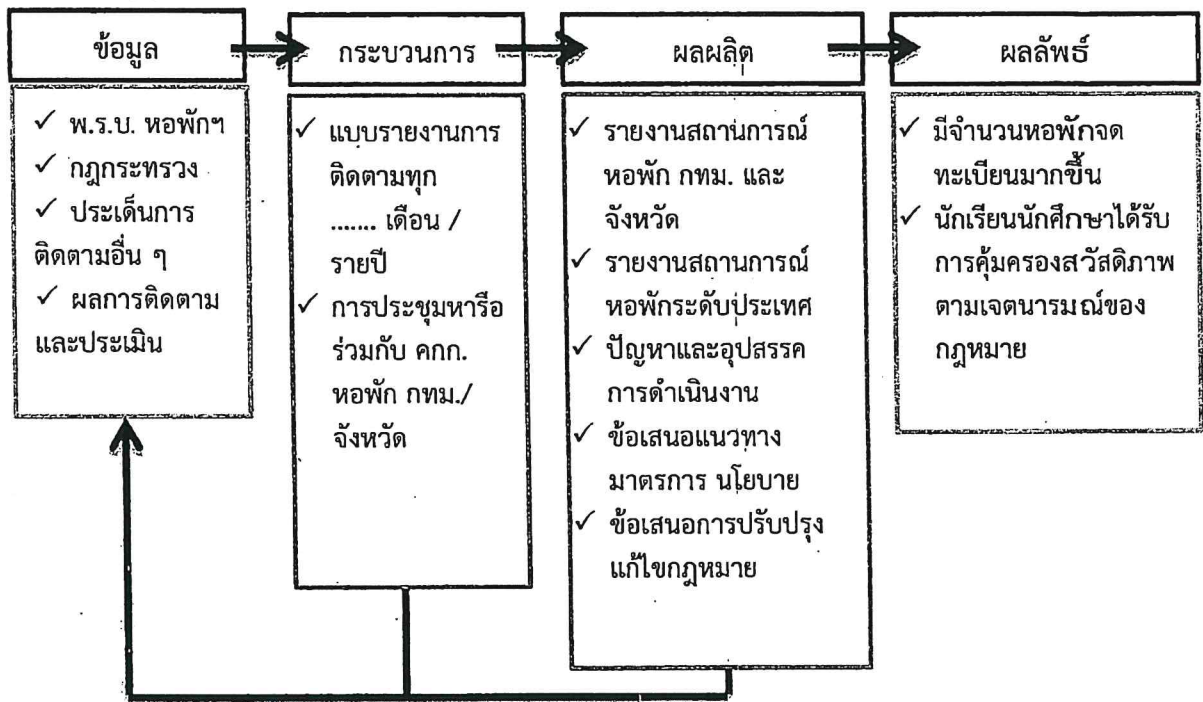 ข้อมูล
กระบวนการ
ผลผลิต
ผลลัพธ์
✓ พ.ร.บ. หอพักฯ
✓ กฎกระทรวง
✓ ประเด็นการ
ติดตามอื่น ๆ
✓ ผลการติดตาม
และประเมิน
✓ แบบรายงานการ
ติดตามทุก
....... เดือน /
รายปี
✓ การประชุมหารือ
ร่วมกับ คกก.
หอพัก กทม./
จังหวัด
✓ รายงานสถานการณ์
หอพัก กทม. และ
จังหวัด
✓ รายงานสถานการณ์
หอพักระดับประเทศ
✓ ปัญหาและอุปสรรค
การดำเนินงาน
✓ ข้อเสนอแนวทาง
มาตรการ นโยบาย
✓ ข้อเสนอการปรับปรุง
แก้ไขกฎหมาย
✓ มีจำนวนหอพักจด
ทะเบียนมากขึ้น
✓ นักเรียนนักศึกษาได้รับ
การคุ้มครองสวัสดิภาพ
ตามเจตนารมณ์ของ
กฎหมาย